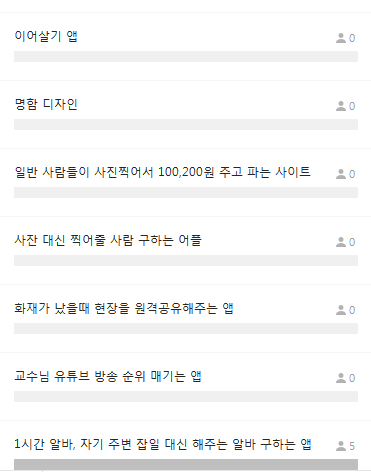 이어살기 앱
0
명함 디자인
0
일반 사람들이 사진찍어서 100,200원 주고 파는 사이트
0
사잔 대신 찍어줄 사람 구하는 어플
0
화재가 났을때 현장을 원격공유해주는 앱
0
교수님 유튜브 방송 순위 매기는 앱
0
1시간 알바, 자기 주변 잡일 대신 해주는 알바 구하는 앱
5